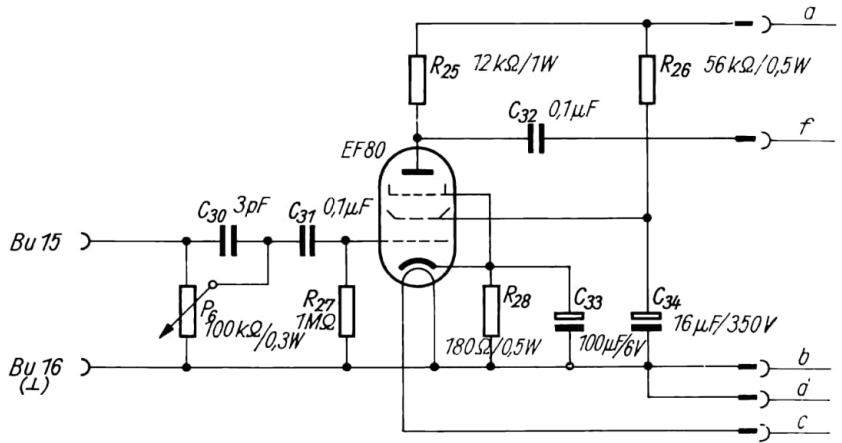 a
R25 12kΩ/1W
R26 56kΩ/0,5W
C32 0,1µF
f
EF80
C30 3pF
C31 0,1µF
Bu 15
P6 100kΩ/0,3W
R27 1MΩ
R28
180Ω/0,5W
C33
100µF/6V
C34
16µF/350V
Bu 16
(⊥)
b
d
c